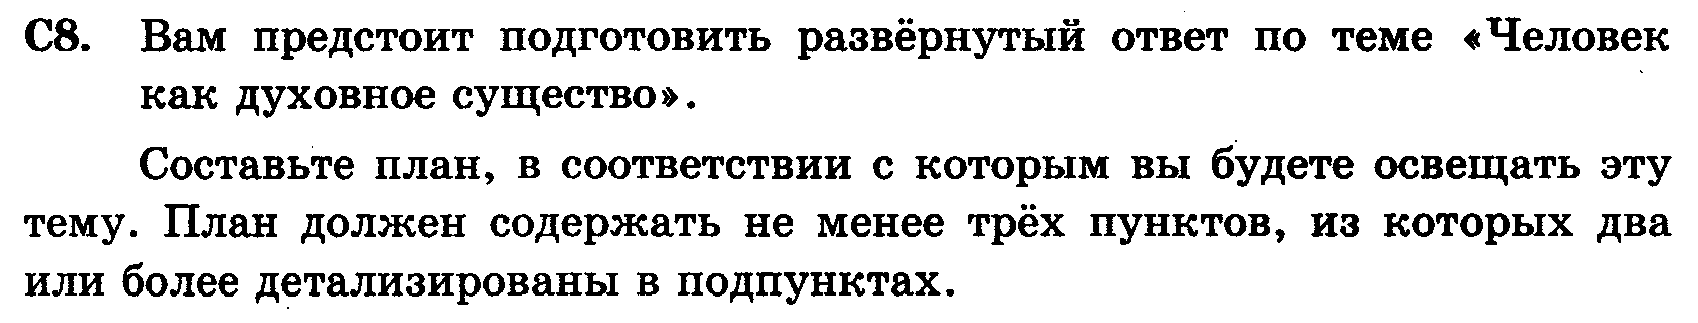 С8. Вам предстоит подготовить развёрнутый ответ по теме «Человек
как духовное существо».
Составьте план, в соответствии с которым вы будете освещать эту
тему. План должен содержать не менее трёх пунктов, из которых два
или более детализированы в подпунктах.